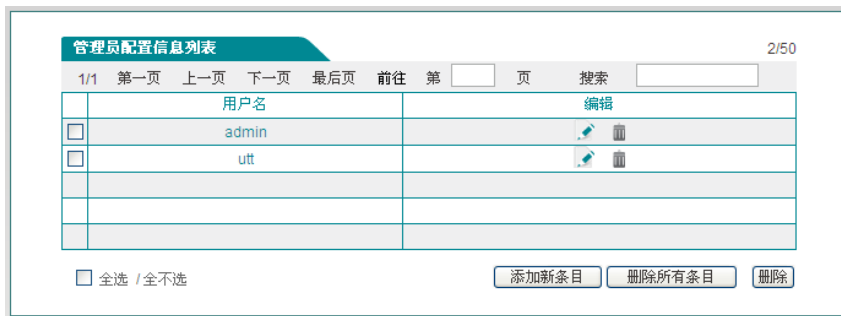 管理员配置信息列表 2/50
1/1 第一页 上一页 下一页 最后页 前往 第 页 搜索
用户名 编辑
admin
utt
全选 / 全不选 添加新条目 删除所有条目 删除